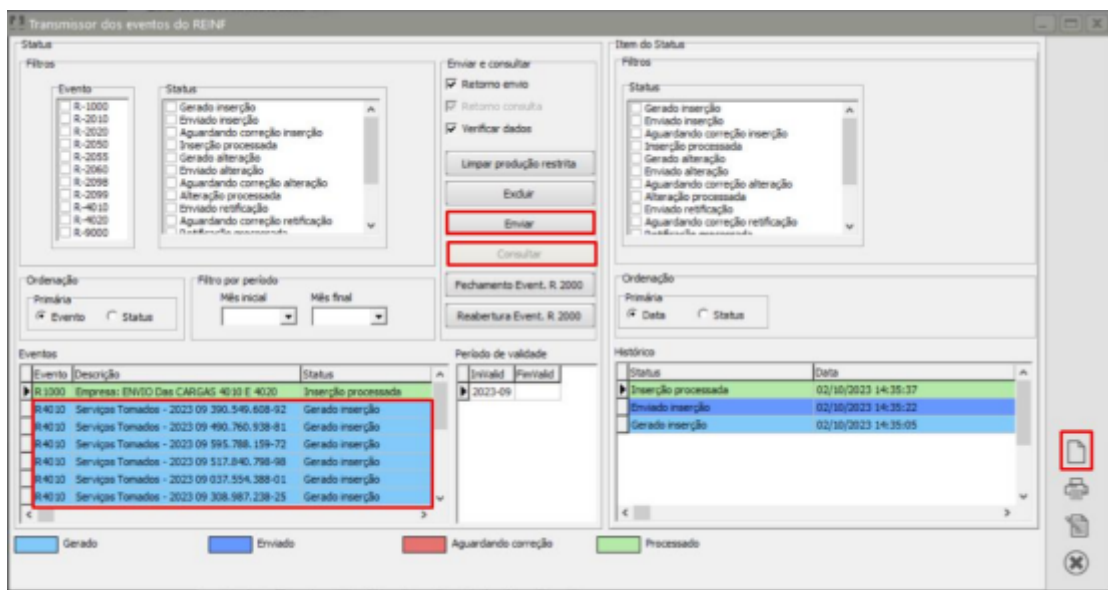 Transmissor dos eventos do REINF
Status
Filtros
Evento
R-1000
R-2010
R-2020
R-2050
R-2055
R-2060
R-2098
R-2099
R-4010
R-4020
R-9000
Status
Gerado inserção
Enviado inserção
Aguardando correção inserção
Inserção processada
Gerado alteração
Enviado alteração
Aguardando correção alteração
Alteração processada
Enviado retificação
Aguardando correção retificação
Retificação processada
Ordenação
Primária
Evento Status
Filtro por período
Mês inicial Mês final
Enviar e consultar
Retorno envio
Retorno consulta
Verificar dados
Limpar produção restrita
Excluir
Enviar
Consultar
Fechamento Event. R 2000
Reabertura Event. R 2000
Item do Status
Filtros
Status
Gerado inserção
Enviado inserção
Aguardando correção inserção
Inserção processada
Gerado alteração
Enviado alteração
Aguardando correção alteração
Alteração processada
Enviado retificação
Aguardando correção retificação
Retificação processada
Ordenação
Primária
Data Status
Eventos
Evento Descrição Status
R1000 Empresa: ENVIO Das CARGAS 4010 E 4020 Inserção processada
R4010 Serviços Tomados - 2023 09 390.549.608-92 Gerado inserção
R4010 Serviços Tomados - 2023 09 490.760.938-81 Gerado inserção
R4010 Serviços Tomados - 2023 09 595.788.159-72 Gerado inserção
R4010 Serviços Tomados - 2023 09 517.840.798-98 Gerado inserção
R4010 Serviços Tomados - 2023 09 037.554.388-01 Gerado inserção
R4010 Serviços Tomados - 2023 09 308.987.238-25 Gerado inserção
Período de validade
IniValid FimValid
2023-09
Histórico
Status Data
Inserção processada 02/10/2023 14:35:37
Enviado inserção 02/10/2023 14:35:22
Gerado inserção 02/10/2023 14:35:05
Gerado Enviado Aguardando correção Processado